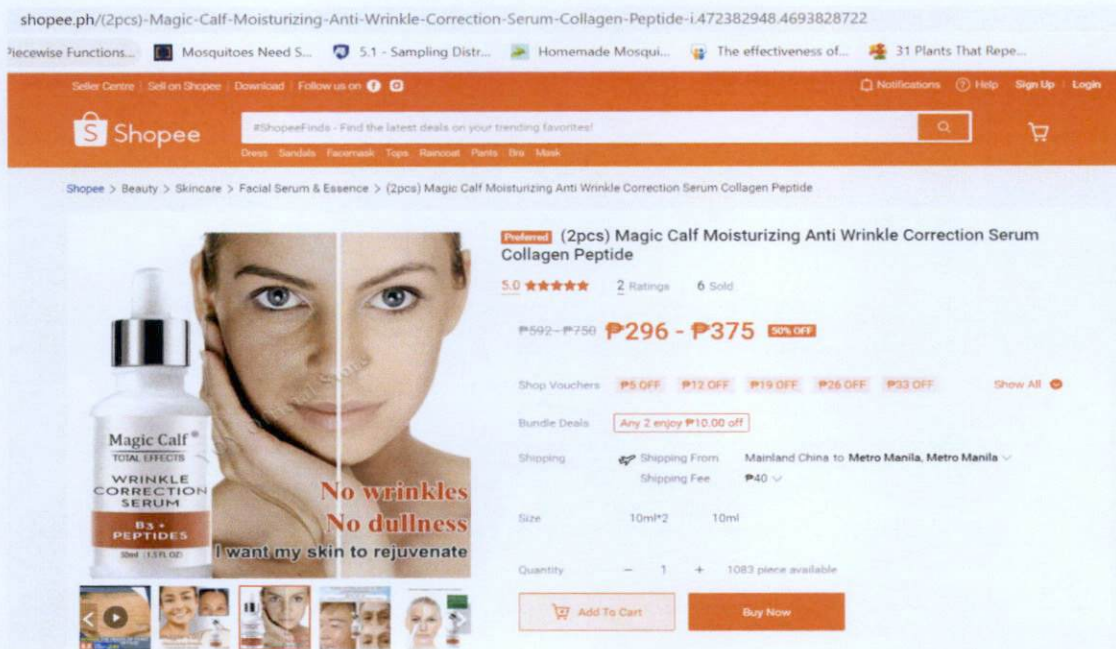 shopee.ph/(2pcs)-Magic-Calf-Moisturizing-Anti-Wrinkle-Correction-Serum-Collagen-Peptide-i.472382948.4693828722
Piecewise Functions... Mosquitoes Need S... 5.1 - Sampling Distr... Homemade Mosqui... The effectiveness of... 31 Plants That Repe...
Seller Centre Sell on Shopee Download Follow us on Notifications Help Sign Up Login
Shopee
#ShopeeFinds - Find the latest deals on your trending favorites!
Dress Sandals Facemask Tops Raincoat Pants Bra Mask
Shopee > Beauty > Skincare > Facial Serum & Essence > (2pcs) Magic Calf Moisturizing Anti Wrinkle Correction Serum Collagen Peptide
Preferred (2pcs) Magic Calf Moisturizing Anti Wrinkle Correction Serum
Collagen Peptide
5.0 2 Ratings 6 Sold
₱592 - ₱750 ₱296 - ₱375 50% OFF
Shop Vouchers ₱5 OFF ₱12 OFF ₱19 OFF ₱26 OFF ₱33 OFF Show All
Bundle Deals Any 2 enjoy ₱10.00 off
Shipping Shipping From Mainland China to Metro Manila, Metro Manila
Shipping Fee ₱40
Size 10ml*2 10ml
Quantity - 1 + 1083 piece available
Add To Cart Buy Now
Magic Calf®
TOTAL EFFECTS
WRINKLE
CORRECTION
SERUM
B3 +
PEPTIDES
No wrinkles
No dullness
I want my skin to rejuvenate